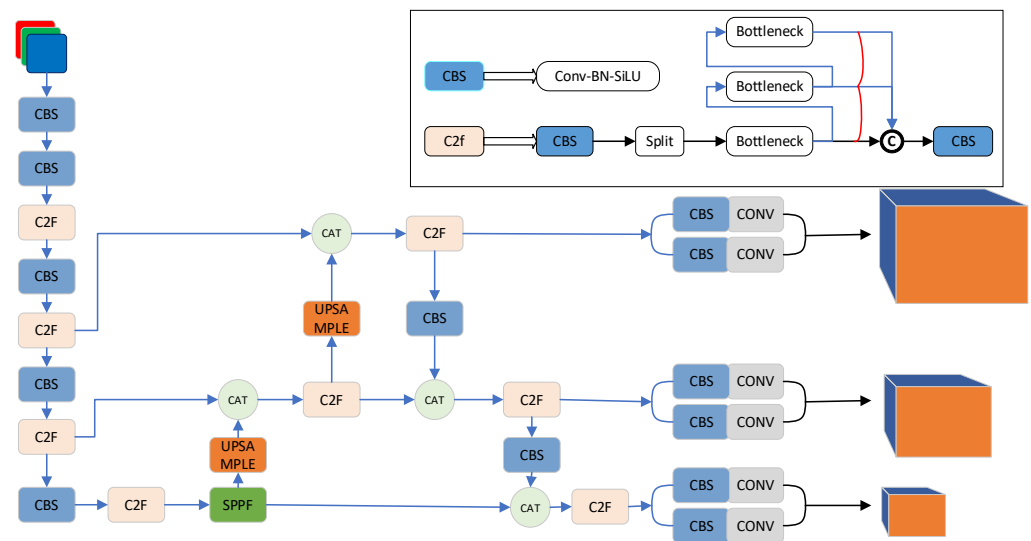 Bottleneck
CBS
Conv-BN-SiLU
Bottleneck
C2f
CBS
Split
Bottleneck
C
CBS
CBS
CBS
C2F
CBS
C2F
CBS
C2F
CBS
C2F
SPPF
UPSA
MPLE
CAT
C2F
UPSA
MPLE
CAT
C2F
CBS
CAT
C2F
CBS
CAT
C2F
CBS CONV
CBS CONV
CBS CONV
CBS CONV
CBS CONV
CBS CONV